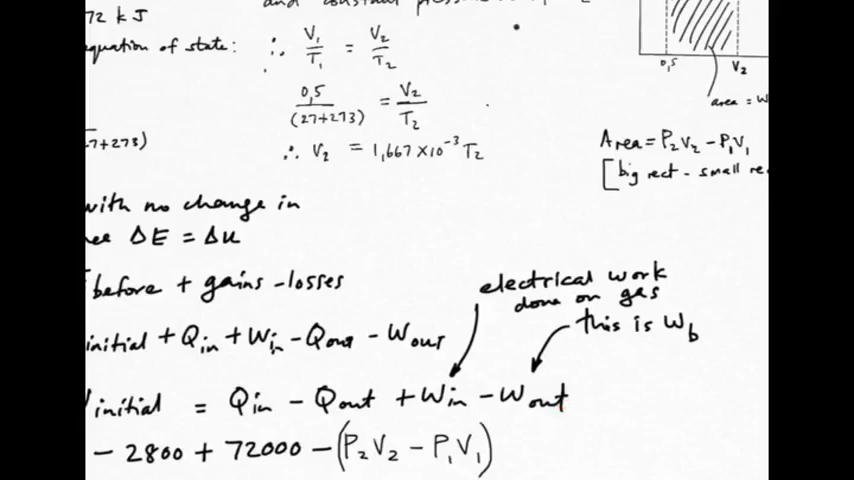 72 kJ
and constant pressure
equation of state: ∴ V₁/T₁ = V₂/T₂
0,5/(27+273) = V₂/T₂
7+273)
∴ V₂ = 1,667×10⁻³ T₂
0,5 V₂
area = W
Area = P₂V₂ - P₁V₁
[big rect - small re
with no change in
ΔE = ΔU
before + gains - losses
electrical work
done on gas
this is W_b
initial + Q_in + W_in - Q_out - W_out
initial = Q_in - Q_out + W_in - W_out
- 2800 + 72000 - (P₂V₂ - P₁V₁)